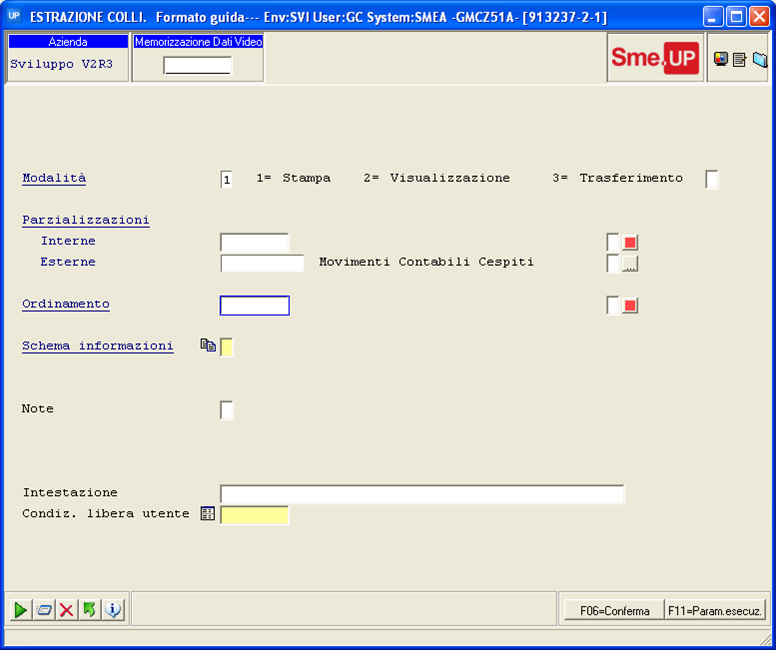 UP ESTRAZIONE COLLI. Formato guida--- Env:SVI User:GC System:SMEA -GMCZ51A- [913237-2-1]
Azienda Memorizzazione Dati Video
Sviluppo V2R3
Sme.UP
Modalità 1 1= Stampa 2= Visualizzazione 3= Trasferimento
Parzializzazioni
Interne
Esterne Movimenti Contabili Cespiti ...
Ordinamento
Schema informazioni
Note
Intestazione
Condiz. libera utente
F06=Conferma F11=Param.esecuz.